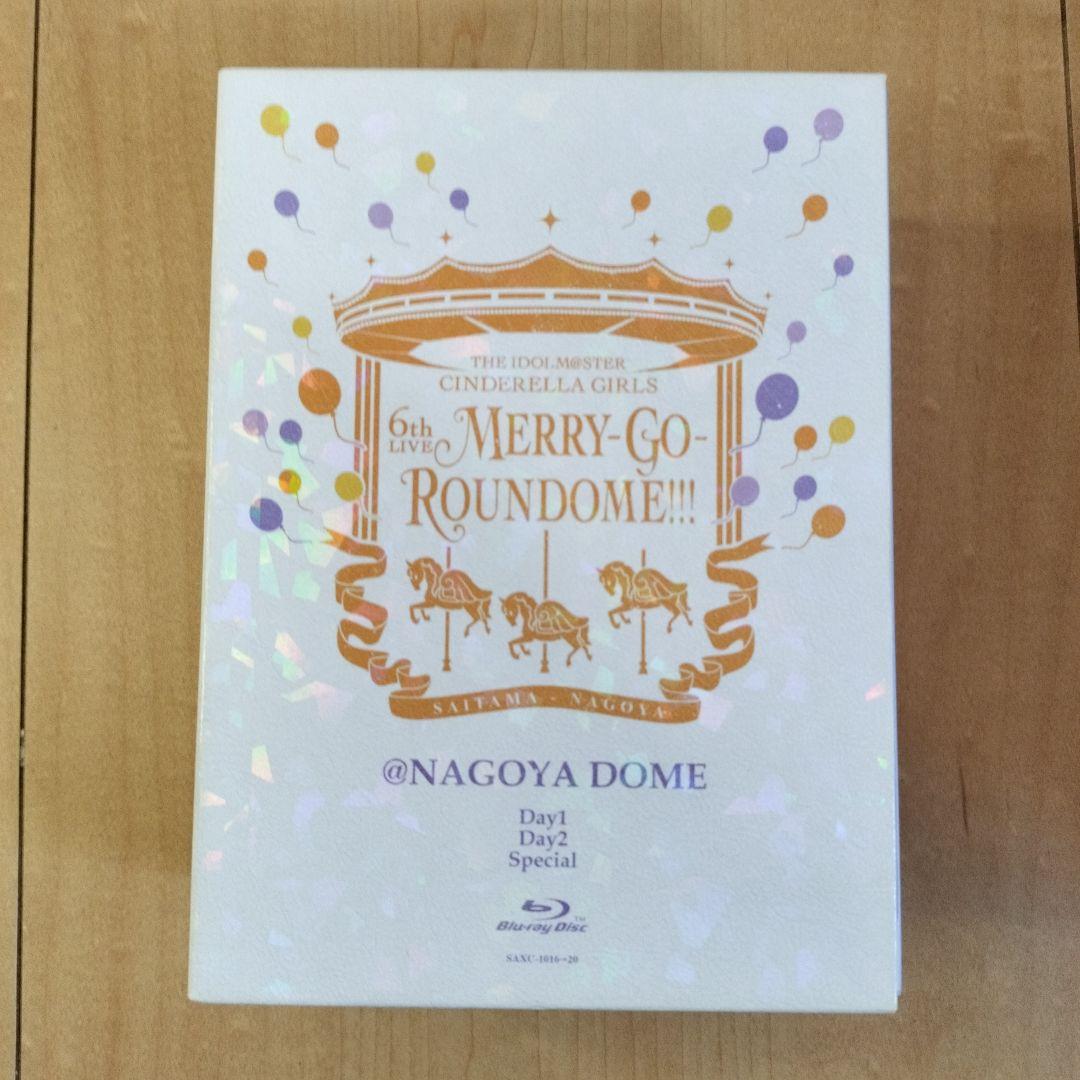 THE IDOLM@STER
CINDERELLA GIRLS
6th LIVE MERRY-GO-
ROUNDOME!!!
SAITAMA - NAGOYA
@NAGOYA DOME
Day1
Day2
Special
Blu-ray Disc™
SAXC-1016~20